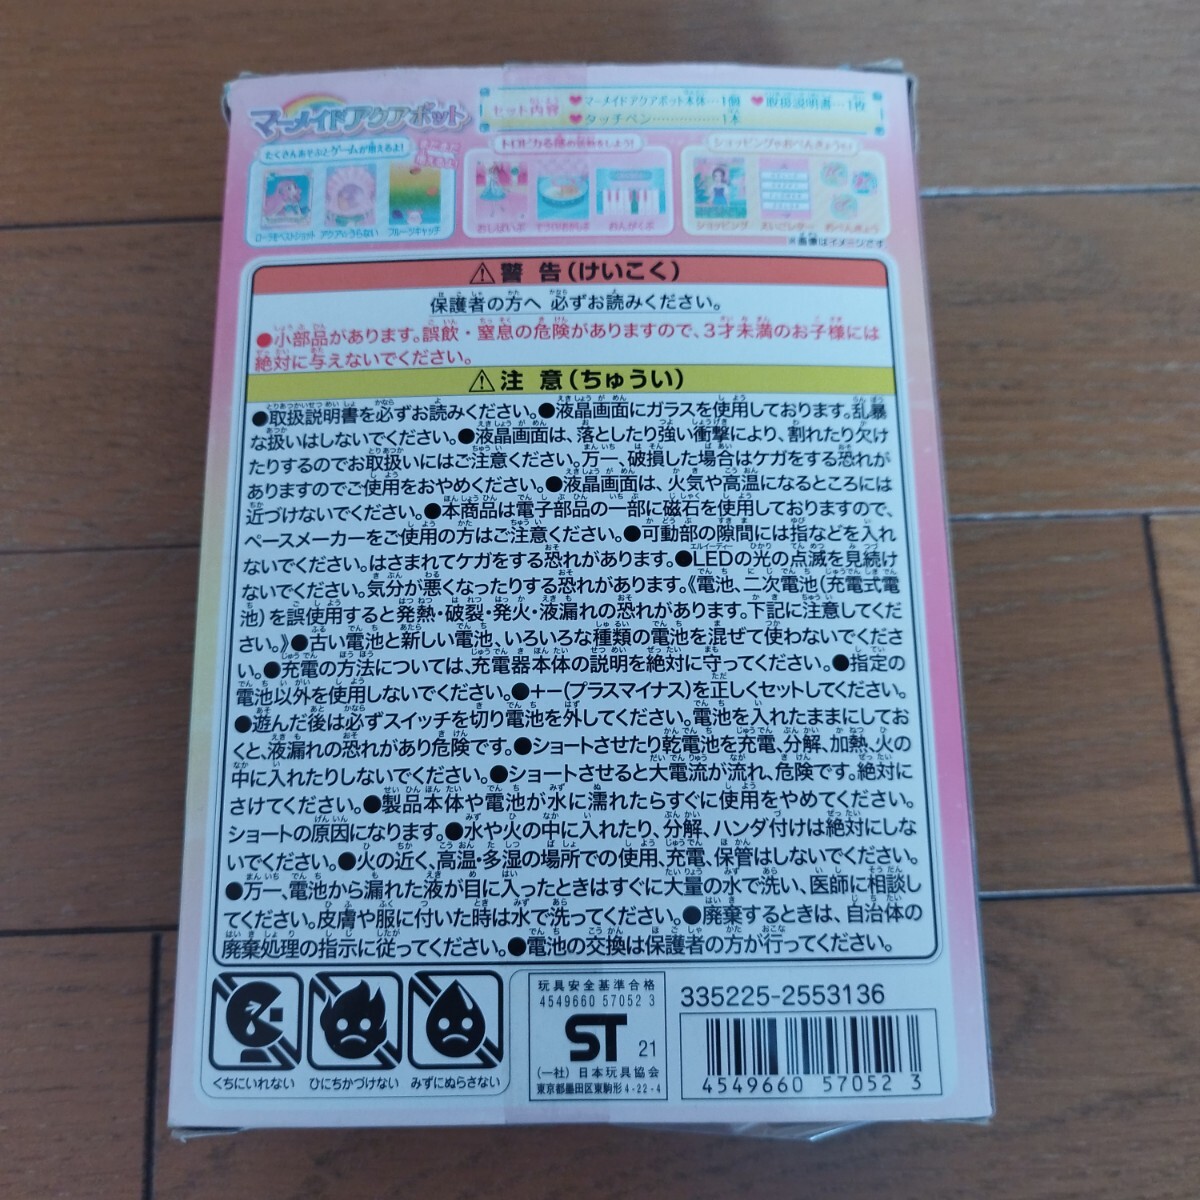 マーメイドアクアポット
セット内容 ♥マーメイドアクアポット本体…1個 ♥取扱説明書…1枚
♥タッチペン……………1本
たくさんあそぶとゲームが増えるよ!
トロピカる部の活動をしよう!
ショッピングやおべんきょうも!
ローラをベストショット アクアでうらない フルーツキャッチ
おしばいぶ おんがくぶ
ショッピング えいごレター おべんきょう
※画像はイメージです
⚠警告(けいこく)
保護者の方へ 必ずお読みください。
●小部品があります。誤飲・窒息の危険がありますので、3才未満のお子様には
絶対に与えないでください。
⚠注意(ちゅうい)
●取扱説明書を必ずお読みください。●液晶画面にガラスを使用しております。乱暴
な扱いはしないでください。●液晶画面は、落としたり強い衝撃により、割れたり欠け
たりするのでお取扱いにはご注意ください。万一、破損した場合はケガをする恐れが
ありますのでご使用をおやめください。●液晶画面は、火気や高温になるところには
近づけないでください。●本商品は電子部品の一部に磁石を使用しておりますので、
ペースメーカーをご使用の方はご注意ください。●可動部の隙間には指などを入れ
ないでください。はさまれてケガをする恐れがあります。●LEDの光の点滅を見続け
ないでください。気分が悪くなったりする恐れがあります。《電池、二次電池(充電式電
池)を誤使用すると発熱・破裂・発火・液漏れの恐れがあります。下記に注意してくだ
さい。》●古い電池と新しい電池、いろいろな種類の電池を混ぜて使わないでくださ
い。●充電の方法については、充電器本体の説明を絶対に守ってください。●指定の
電池以外を使用しないでください。●+−(プラスマイナス)を正しくセットしてください。
●遊んだ後は必ずスイッチを切り電池を外してください。電池を入れたままにしてお
くと、液漏れの恐れがあり危険です。●ショートさせたり乾電池を充電、分解、加熱、火の
中に入れたりしないでください。●ショートさせると大電流が流れ、危険です。絶対に
さけてください。●製品本体や電池が水に濡れたらすぐに使用をやめてください。
ショートの原因になります。●水や火の中に入れたり、分解、ハンダ付けは絶対にしな
いでください。●火の近く、高温・多湿の場所での使用、充電、保管はしないでください。
●万一、電池から漏れた液が目に入ったときはすぐに大量の水で洗い、医師に相談し
てください。皮膚や服に付いた時は水で洗ってください。●廃棄するときは、自治体の
廃棄処理の指示に従ってください。●電池の交換は保護者の方が行ってください。
くちにいれない ひにちかづけない みずにぬらさない
玩具安全基準合格
4549660 57052 3
ST 21
(一社)日本玩具協会
東京都墨田区東駒形4-22-4
335225-2553136
4549660 57052 3